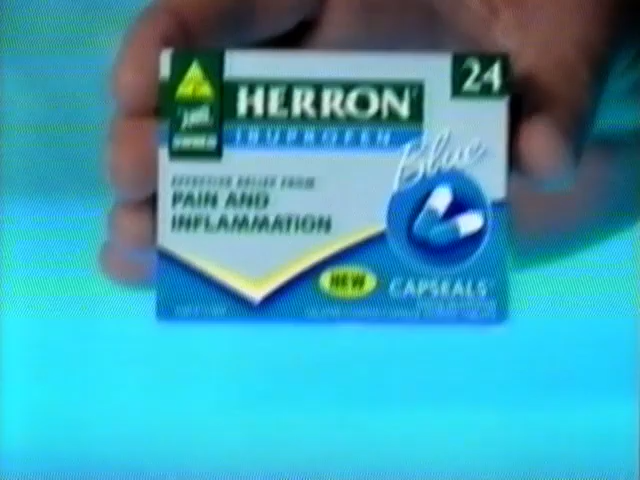 24
HERRON
IBUPROFEN
Blue
EFFECTIVE RELIEF FROM
PAIN AND
INFLAMMATION
NEW
CAPSEALS